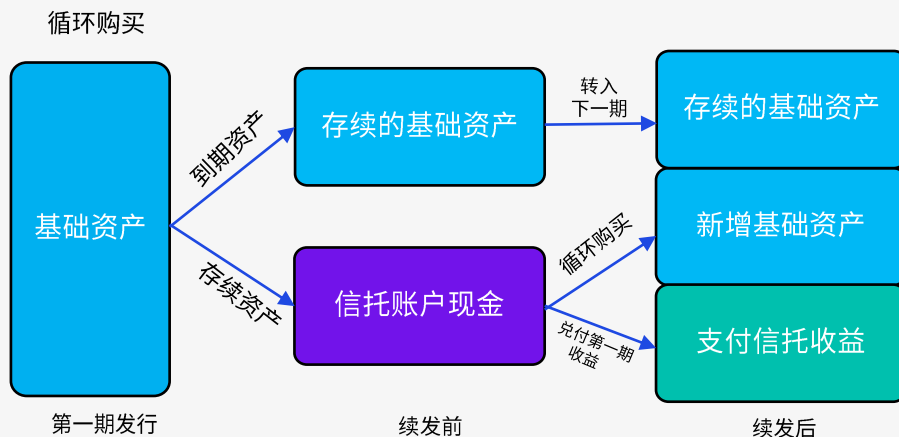 循环购买
基础资产
到期资产
存续资产
存续的基础资产
信托账户现金
转入
下一期
循环购买
兑付第一期
收益
存续的基础资产
新增基础资产
支付信托收益
第一期发行
续发前
续发后